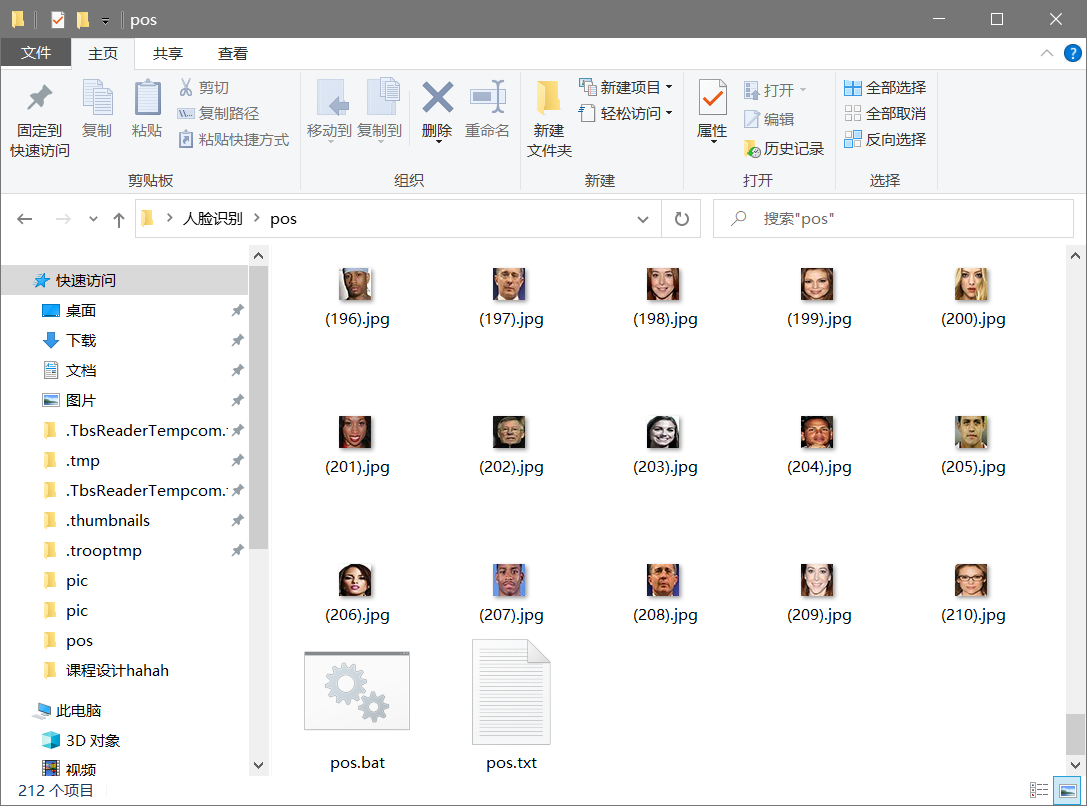 pos
文件 主页 共享 查看
固定到
快速访问
复制
粘贴
剪切
复制路径
粘贴快捷方式
剪贴板
移动到
复制到
删除
重命名
组织
新建
文件夹
新建项目
轻松访问
新建
属性
打开
编辑
历史记录
打开
全部选择
全部取消
反向选择
选择
人脸识别 pos
搜索"pos"
快速访问
桌面
下载
文档
图片
.TbsReaderTempcom.
.tmp
.TbsReaderTempcom.
.thumbnails
.trooptmp
pic
pic
pos
课程设计hahah
此电脑
3D 对象
视频
(196).jpg (197).jpg (198).jpg (199).jpg (200).jpg
(201).jpg (202).jpg (203).jpg (204).jpg (205).jpg
(206).jpg (207).jpg (208).jpg (209).jpg (210).jpg
pos.bat pos.txt
212 个项目